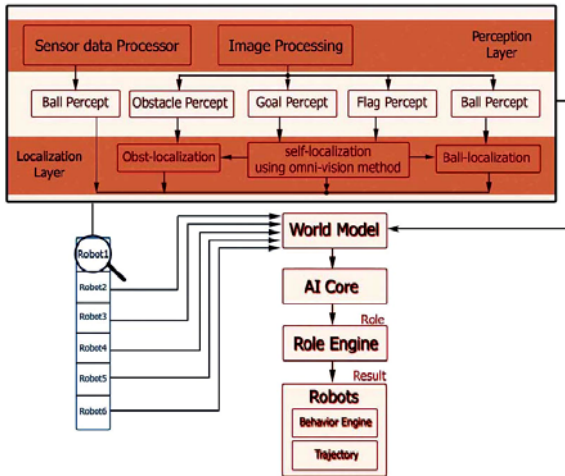 Sensor data Processor
Image Processing
Perception
Layer
Ball Percept
Obstacle Percept
Goal Percept
Flag Percept
Ball Percept
Localization
Layer
Obst-localization
self-localization
using omni-vision method
Ball-localization
Robot1
Robot2
Robot3
Robot4
Robot5
Robot6
World Model
AI Core
Role
Role Engine
Result
Robots
Behavior Engine
Trajectory